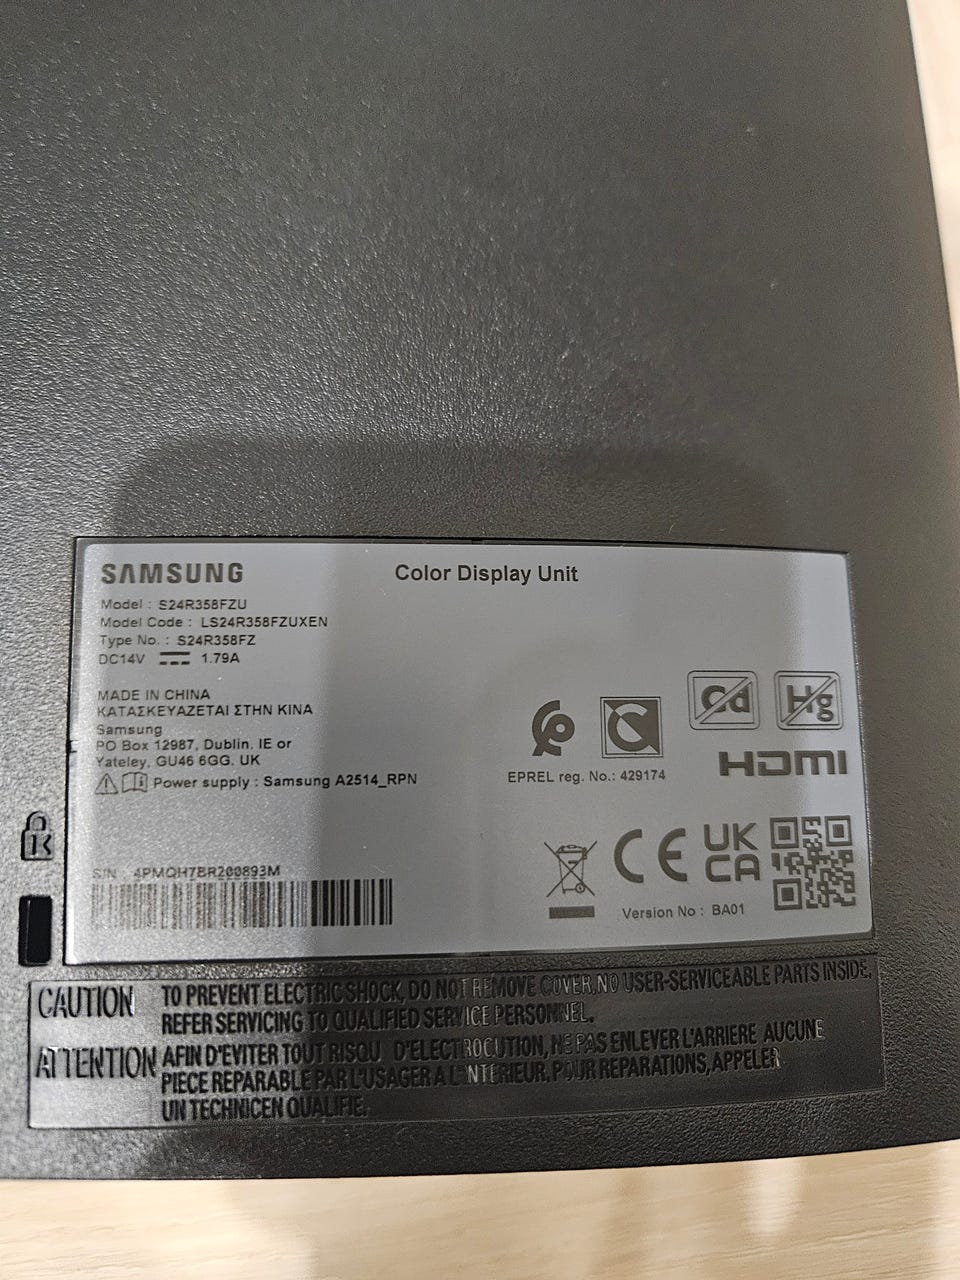 SAMSUNG
Color Display Unit
Model : S24R358FZU
Model Code : LS24R358FZUXEN
Type No. : S24R358FZ
DC14V 1.79A
MADE IN CHINA
ΚΑΤΑΣΚΕΥΑΖΕΤΑΙ ΣΤΗΝ ΚΙΝΑ
Samsung
PO Box 12987, Dublin. IE or
Yateley, GU46 6GG. UK
Power supply : Samsung A2514_RPN
EPREL reg. No.: 429174
Cd
Hg
HDMI
S/N : 4PMQH7BR200893M
CE
UK
CA
Version No : BA01
K
CAUTION TO PREVENT ELECTRIC SHOCK, DO NOT REMOVE COVER, NO USER-SERVICEABLE PARTS INSIDE.
REFER SERVICING TO QUALIFIED SERVICE PERSONNEL.
ATTENTION AFIN D'EVITER TOUT RISQU D'ELECTROCUTION, NE PAS ENLEVER L'ARRIERE AUCUNE
PIECE REPARABLE PAR L'USAGER A L'INTERIEUR. POUR REPARATIONS, APPELER
UN TECHNICEN QUALIFIE.